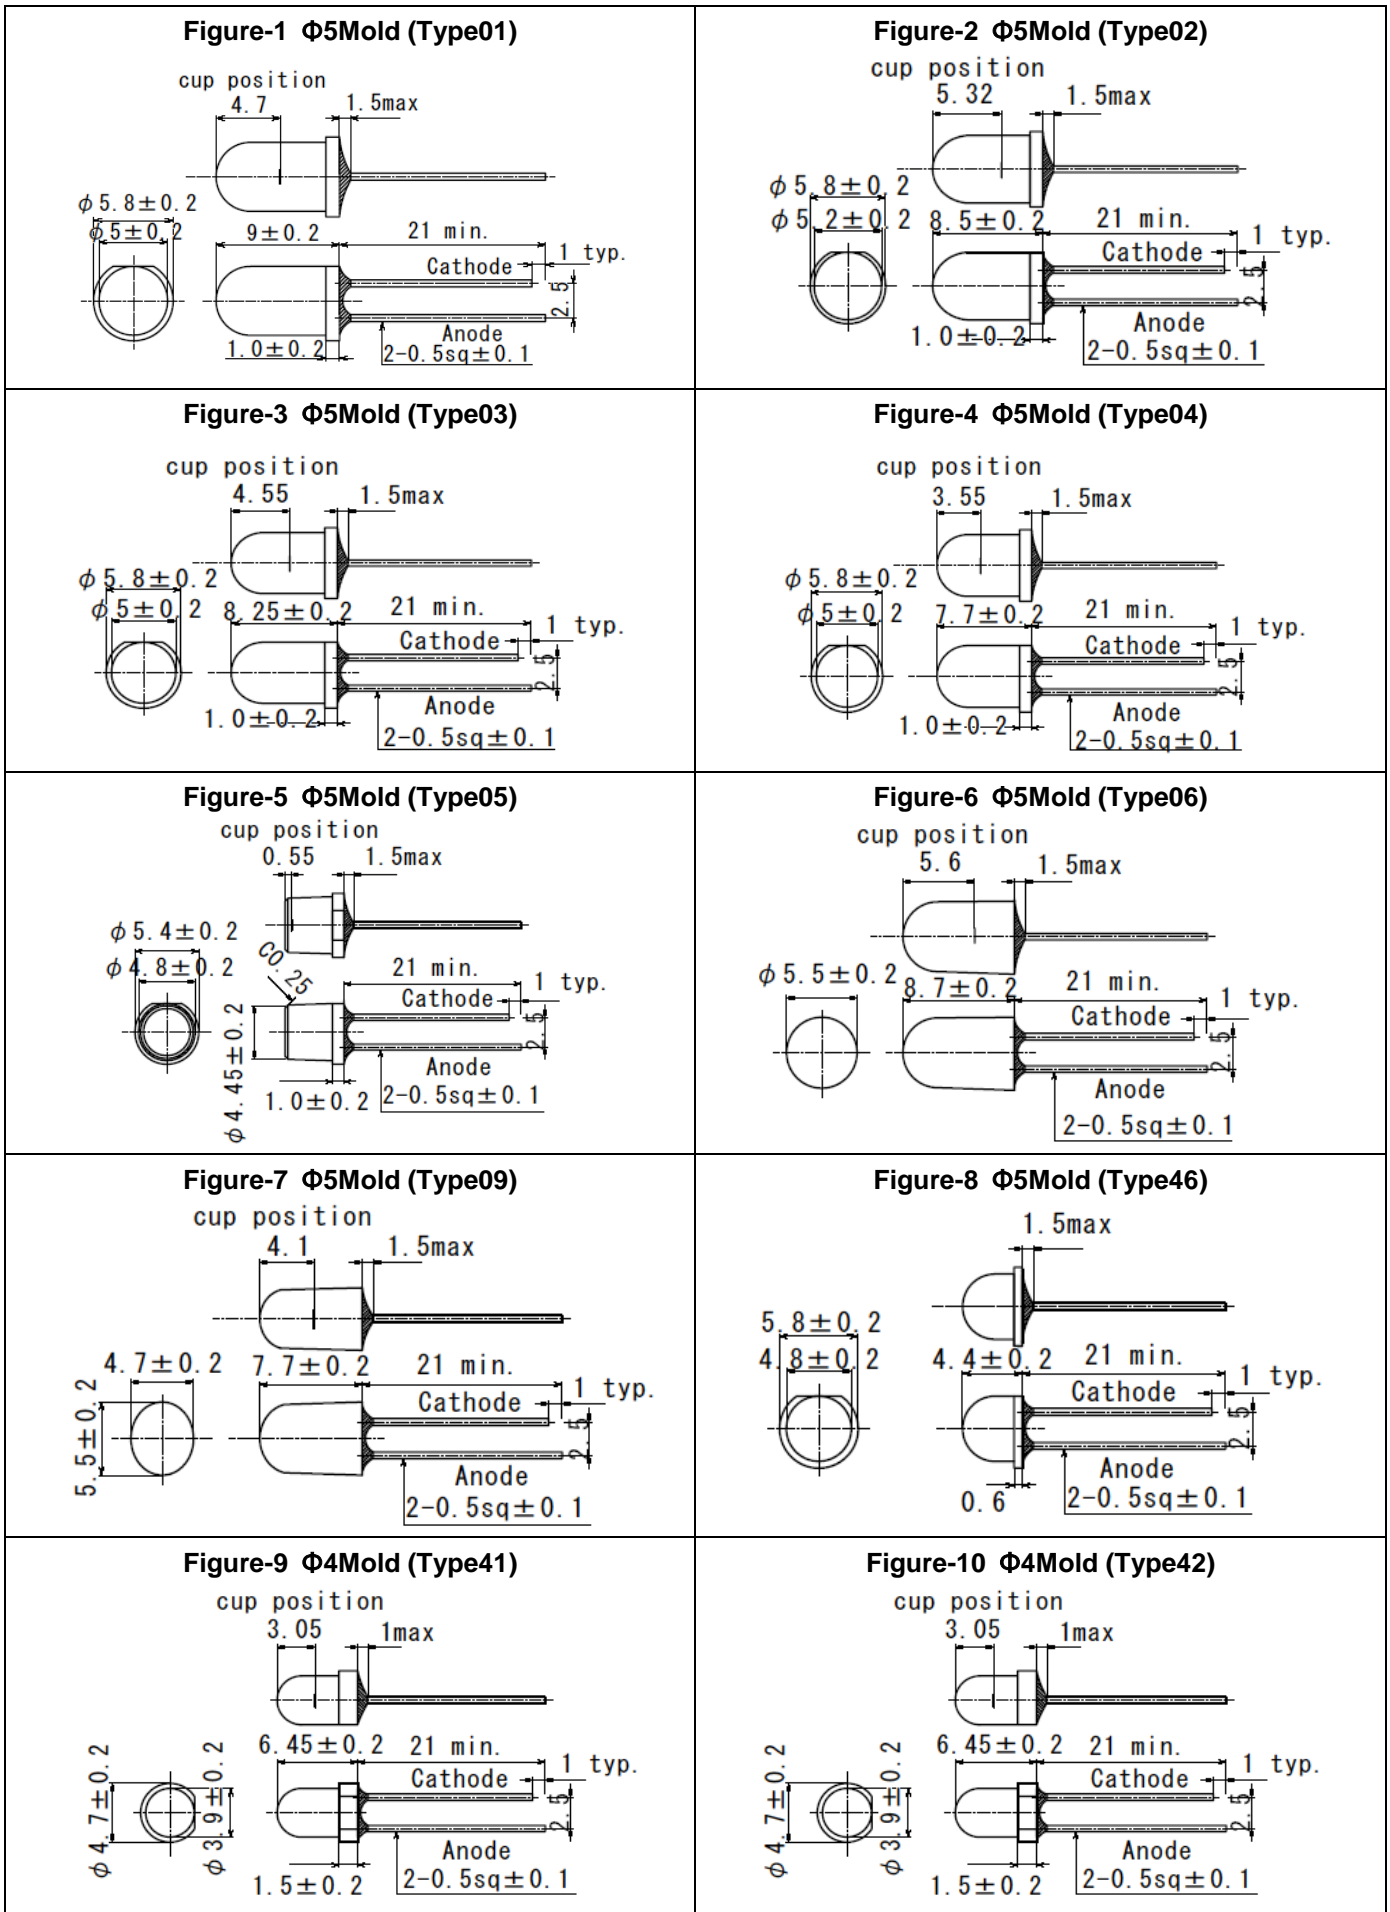 Figure-1 Φ5Mold (Type01)
cup position
4.7
1.5max
φ5.8±0.2
φ5±0.2
9±0.2
21 min.
1 typ.
Cathode
2.5
Anode
1.0±0.2
2-0.5sq±0.1
Figure-2 Φ5Mold (Type02)
cup position
5.32
1.5max
φ5.8±0.2
φ5.2±0.2
8.5±0.2
21 min.
1 typ.
Cathode
2.5
Anode
1.0±0.2
2-0.5sq±0.1
Figure-3 Φ5Mold (Type03)
cup position
4.55
1.5max
φ5.8±0.2
φ5±0.2
8.25±0.2
21 min.
1 typ.
Cathode
2.5
Anode
1.0±0.2
2-0.5sq±0.1
Figure-4 Φ5Mold (Type04)
cup position
3.55
1.5max
φ5.8±0.2
φ5±0.2
7.7±0.2
21 min.
1 typ.
Cathode
2.5
Anode
1.0±0.2
2-0.5sq±0.1
Figure-5 Φ5Mold (Type05)
cup position
0.55
1.5max
φ5.4±0.2
φ4.8±0.2
C0.25
21 min.
1 typ.
Cathode
2.5
φ4.45±0.2
Anode
1.0±0.2
2-0.5sq±0.1
Figure-6 Φ5Mold (Type06)
cup position
5.6
1.5max
φ5.5±0.2
8.7±0.2
21 min.
1 typ.
Cathode
2.5
Anode
2-0.5sq±0.1
Figure-7 Φ5Mold (Type09)
cup position
4.1
1.5max
4.7±0.2
7.7±0.2
21 min.
1 typ.
5.5±0.2
Cathode
2.5
Anode
2-0.5sq±0.1
Figure-8 Φ5Mold (Type46)
1.5max
5.8±0.2
4.8±0.2
4.4±0.2
21 min.
1 typ.
Cathode
2.5
Anode
0.6
2-0.5sq±0.1
Figure-9 Φ4Mold (Type41)
cup position
3.05
1max
φ4.7±0.2
φ3.9±0.2
6.45±0.2
21 min.
1 typ.
Cathode
2.5
Anode
1.5±0.2
2-0.5sq±0.1
Figure-10 Φ4Mold (Type42)
cup position
3.05
1max
φ4.7±0.2
φ3.9±0.2
6.45±0.2
21 min.
1 typ.
Cathode
2.5
Anode
1.5±0.2
2-0.5sq±0.1